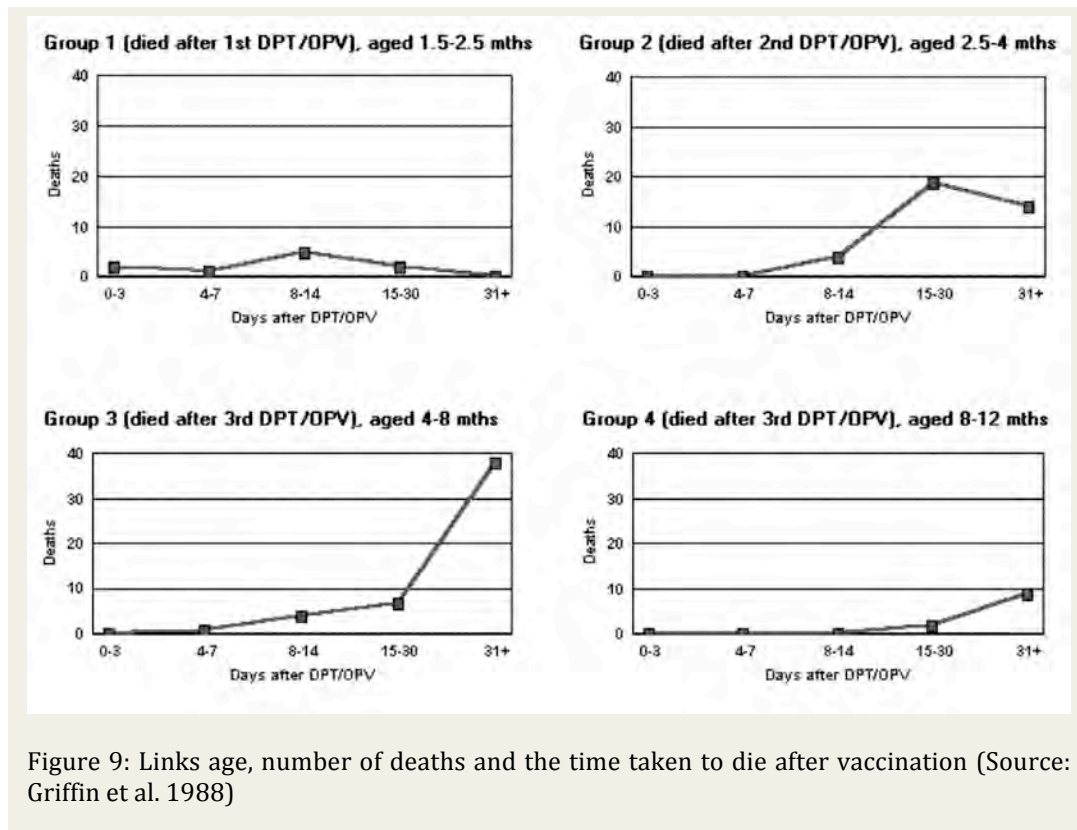 Group 1 (died after 1st DPT/OPV), aged 1.5-2.5 mths
40
30
20
10
0
Deaths
0-3 4-7 8-14 15-30 31+
Days after DPT/OPV
Group 2 (died after 2nd DPT/OPV), aged 2.5-4 mths
40
30
20
10
0
Deaths
0-3 4-7 8-14 15-30 31+
Days after DPT/OPV
Group 3 (died after 3rd DPT/OPV), aged 4-8 mths
40
30
20
10
0
Deaths
0-3 4-7 8-14 15-30 31+
Days after DPT/OPV
Group 4 (died after 3rd DPT/OPV), aged 8-12 mths
40
30
20
10
0
Deaths
0-3 4-7 8-14 15-30 31+
Days after DPT/OPV
Figure 9: Links age, number of deaths and the time taken to die after vaccination (Source:
Griffin et al. 1988)